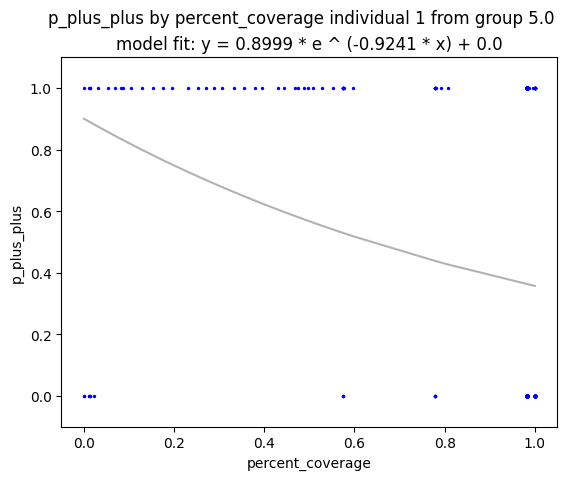 p_plus_plus by percent_coverage individual 1 from group 5.0
model fit: y = 0.8999 * e ^ (-0.9241 * x) + 0.0
p_plus_plus
1.0
0.8
0.6
0.4
0.2
0.0
0.0 0.2 0.4 0.6 0.8 1.0
percent_coverage